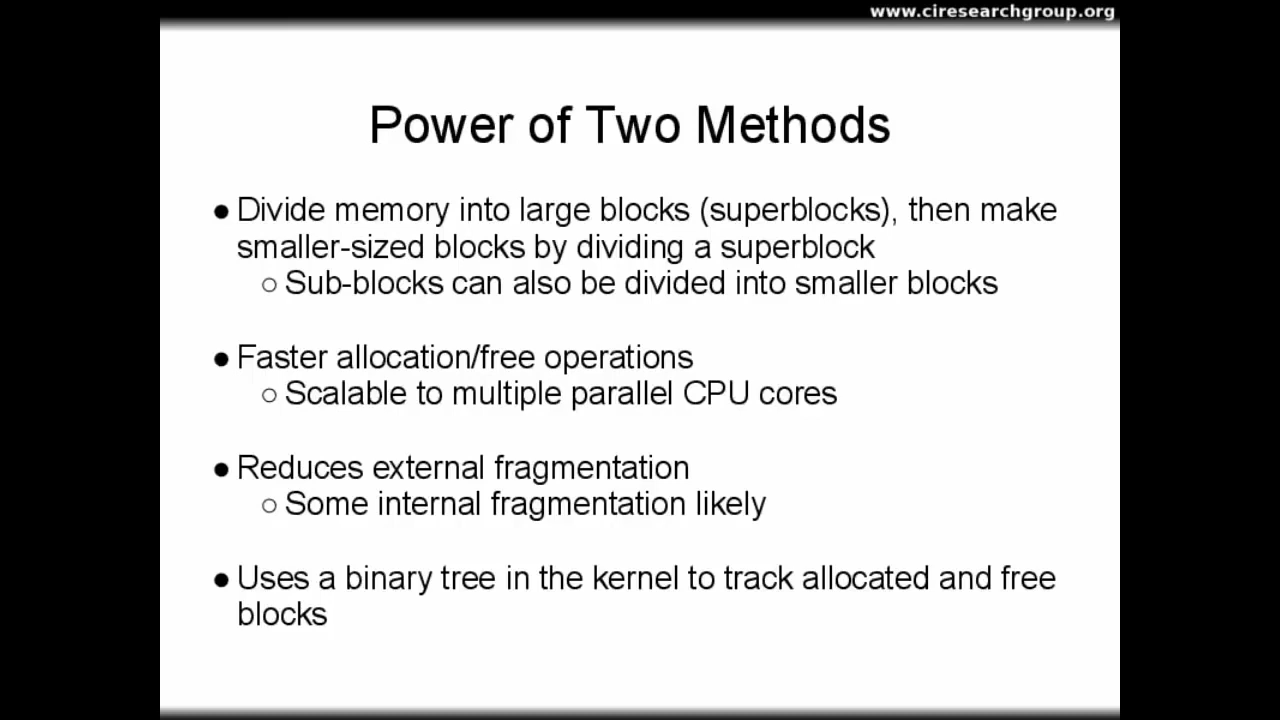 www.ciresearchgroup.org
Power of Two Methods
● Divide memory into large blocks (superblocks), then make
smaller-sized blocks by dividing a superblock
○ Sub-blocks can also be divided into smaller blocks
● Faster allocation/free operations
○ Scalable to multiple parallel CPU cores
● Reduces external fragmentation
○ Some internal fragmentation likely
● Uses a binary tree in the kernel to track allocated and free
blocks